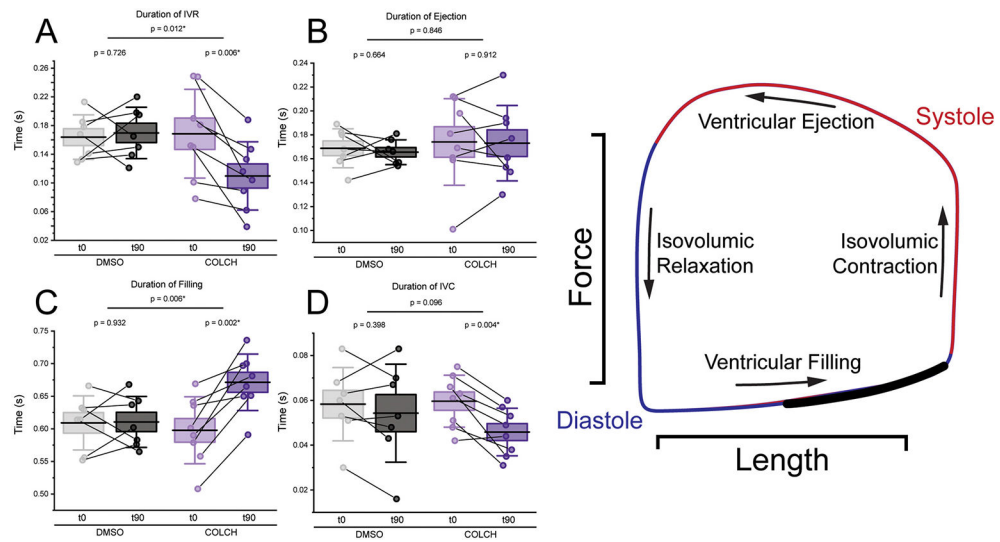 A
Duration of IVR
p = 0.012*
p = 0.726
p = 0.006*
Time (s)
0.26
0.22
0.18
0.14
0.10
0.06
0.02
t0
t90
t0
t90
DMSO
COLCH
B
Duration of Ejection
p = 0.846
p = 0.664
p = 0.912
Time (s)
0.24
0.22
0.20
0.18
0.16
0.14
0.12
0.10
t0
t90
t0
t90
DMSO
COLCH
C
Duration of Filling
p = 0.006*
p = 0.932
p = 0.002*
Time (s)
0.75
0.70
0.65
0.60
0.55
0.50
t0
t90
t0
t90
DMSO
COLCH
D
Duration of IVC
p = 0.096
p = 0.398
p = 0.004*
Time (s)
0.08
0.06
0.04
0.02
t0
t90
t0
t90
DMSO
COLCH
Ventricular Ejection
Systole
Force
Isovolumic
Relaxation
Isovolumic
Contraction
Ventricular Filling
Diastole
Length